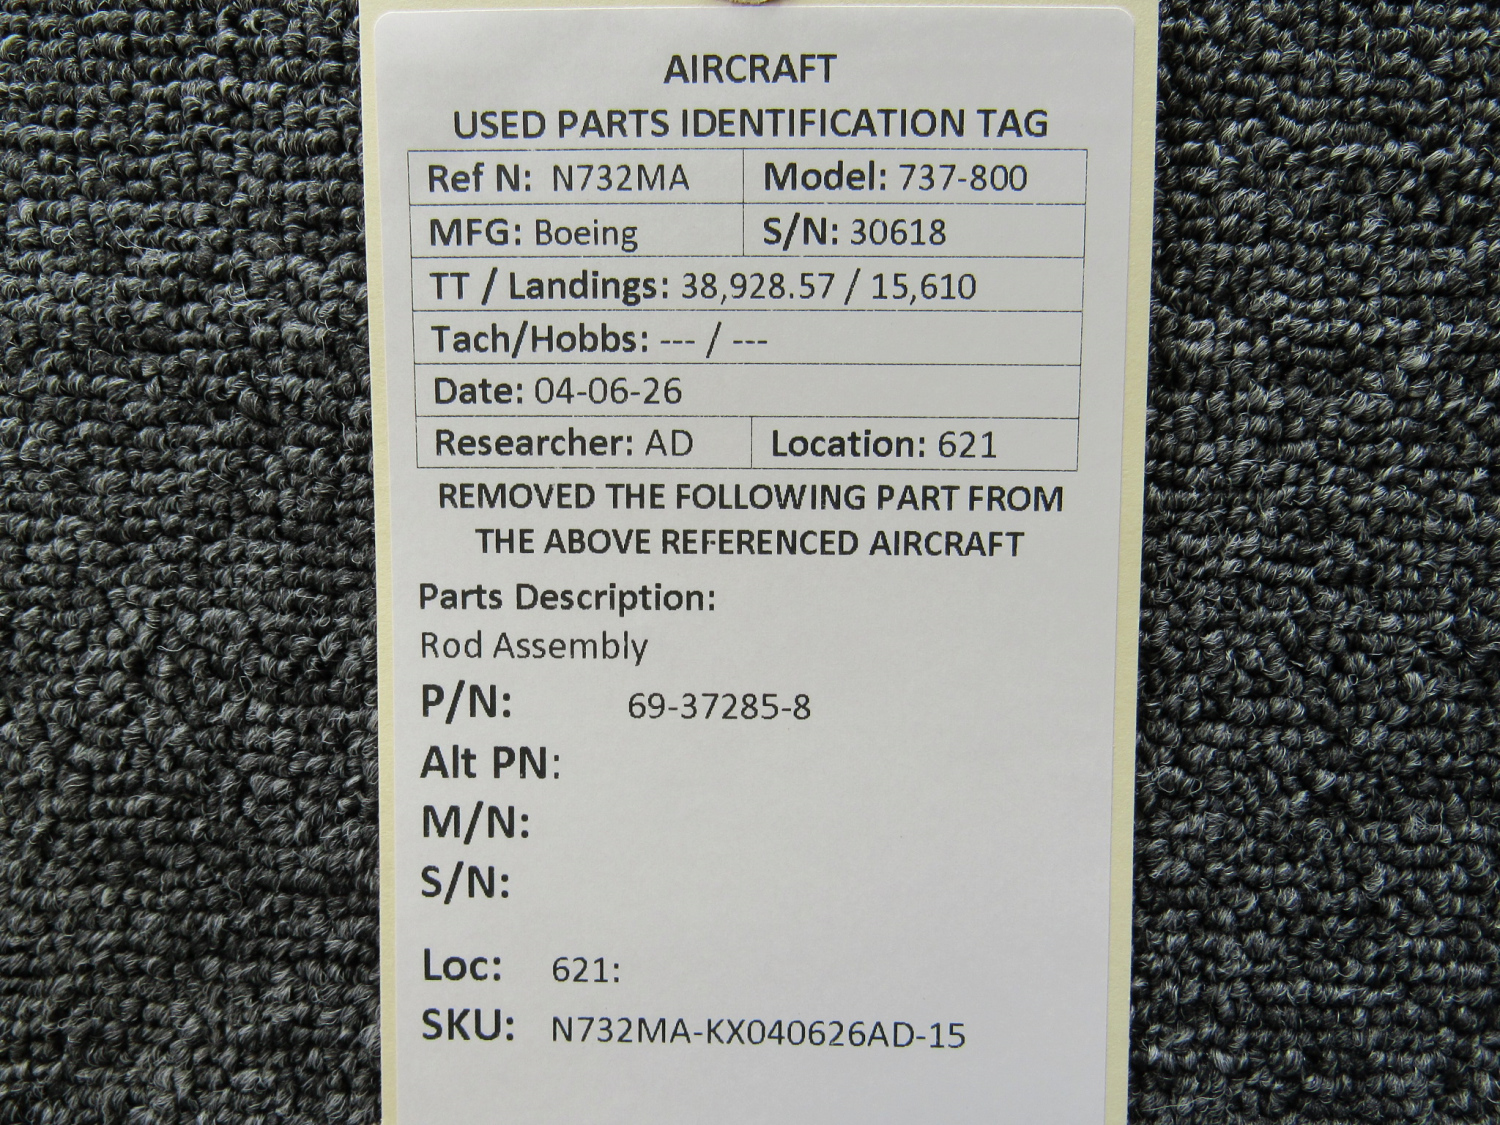 AIRCRAFT
USED PARTS IDENTIFICATION TAG
Ref N: N732MA Model: 737-800
MFG: Boeing S/N: 30618
TT / Landings: 38,928.57 / 15,610
Tach/Hobbs: --- / ---
Date: 04-06-26
Researcher: AD Location: 621
REMOVED THE FOLLOWING PART FROM
THE ABOVE REFERENCED AIRCRAFT
Parts Description:
Rod Assembly
P/N: 69-37285-8
Alt PN:
M/N:
S/N:
Loc: 621:
SKU: N732MA-KX040626AD-15